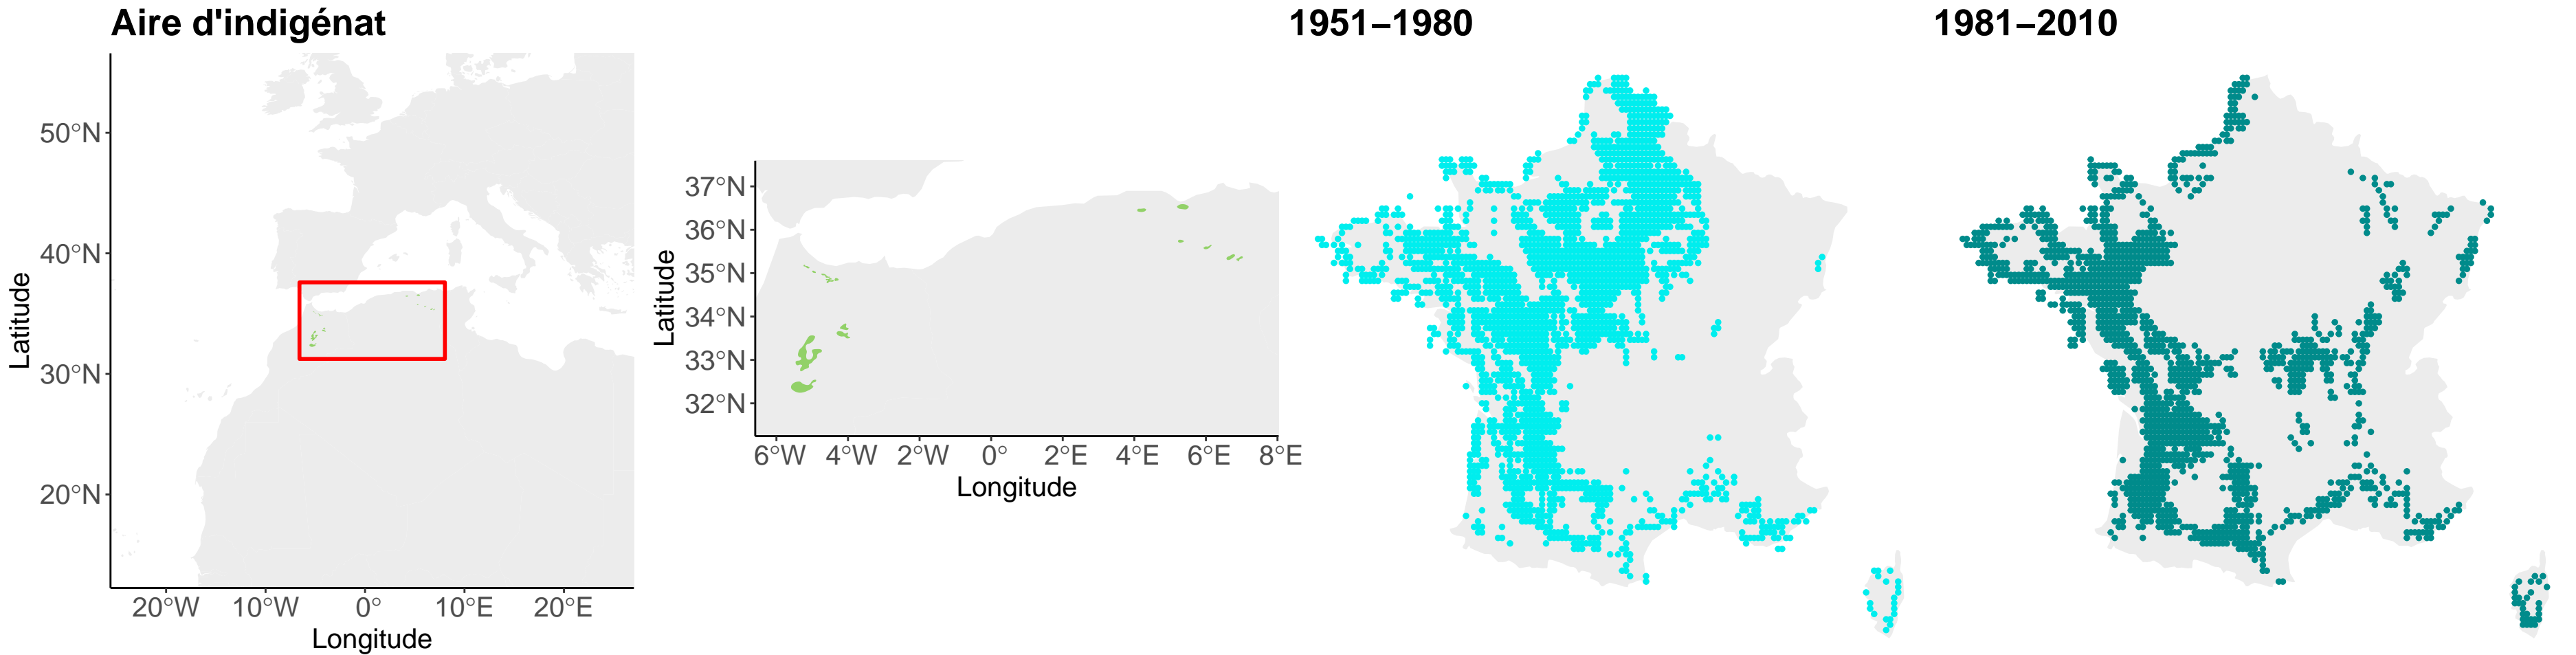 Aire d'indigénat
1951–1980
1981–2010
50°N
40°N
30°N
20°N
Latitude
20°W 10°W 0° 10°E 20°E
Longitude
37°N
36°N
35°N
34°N
33°N
32°N
Latitude
6°W 4°W 2°W 0° 2°E 4°E 6°E 8°E
Longitude